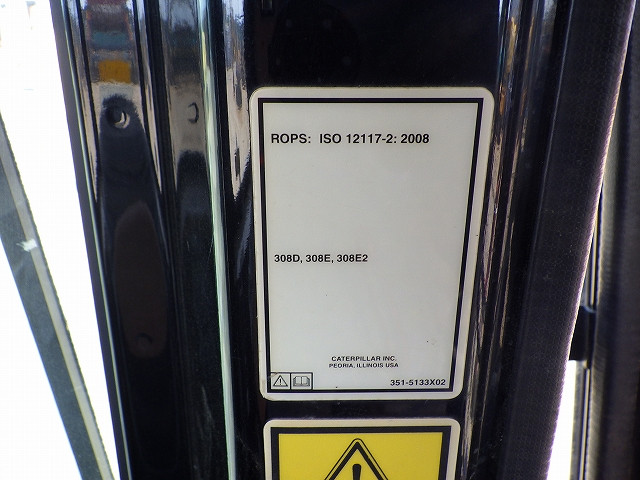 ROPS: ISO 12117-2: 2008
308D, 308E, 308E2
CATERPILLAR INC.
PEORIA, ILLINOIS USA
351-5133X02